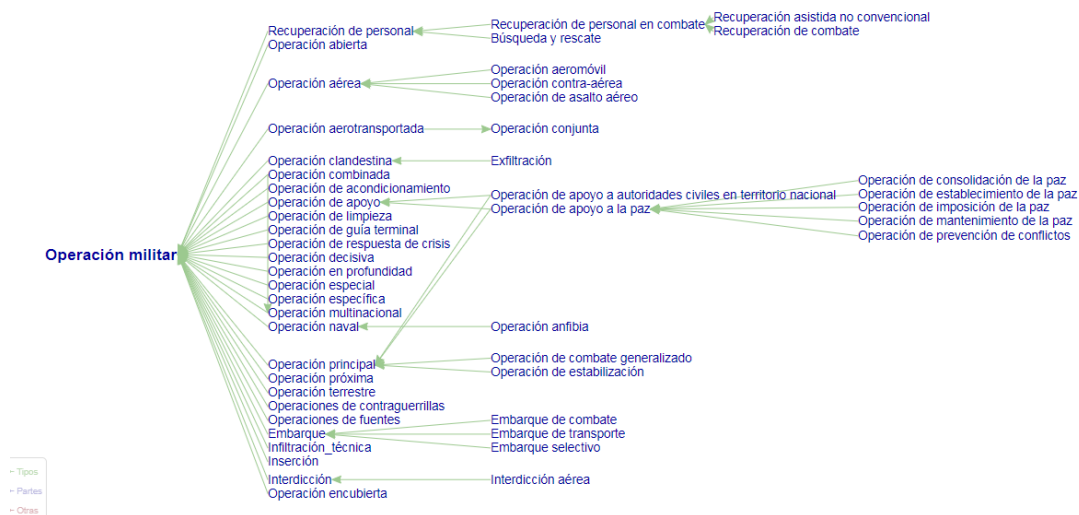 Operación militar
Recuperación de personal
Operación abierta
Operación aérea
Operación aerotransportada
Operación clandestina
Operación combinada
Operación de acondicionamiento
Operación de apoyo
Operación de limpieza
Operación de guía terminal
Operación de respuesta de crisis
Operación decisiva
Operación en profundidad
Operación especial
Operación específica
Operación multinacional
Operación naval
Operación principal
Operación próxima
Operación terrestre
Operaciones de contraguerrillas
Operaciones de fuentes
Embarque
Infiltración_técnica
Inserción
Interdicción
Operación encubierta
Recuperación de personal en combate
Búsqueda y rescate
Operación aeromóvil
Operación contra-aérea
Operación de asalto aéreo
Operación conjunta
Exfiltración
Operación de apoyo a autoridades civiles en territorio nacional
Operación de apoyo a la paz
Operación anfibia
Operación de combate generalizado
Operación de estabilización
Embarque de combate
Embarque de transporte
Embarque selectivo
Interdicción aérea
Recuperación asistida no convencional
Recuperación de combate
Operación de consolidación de la paz
Operación de establecimiento de la paz
Operación de imposición de la paz
Operación de mantenimiento de la paz
Operación de prevención de conflictos
← Tipos
← Partes
← Otras